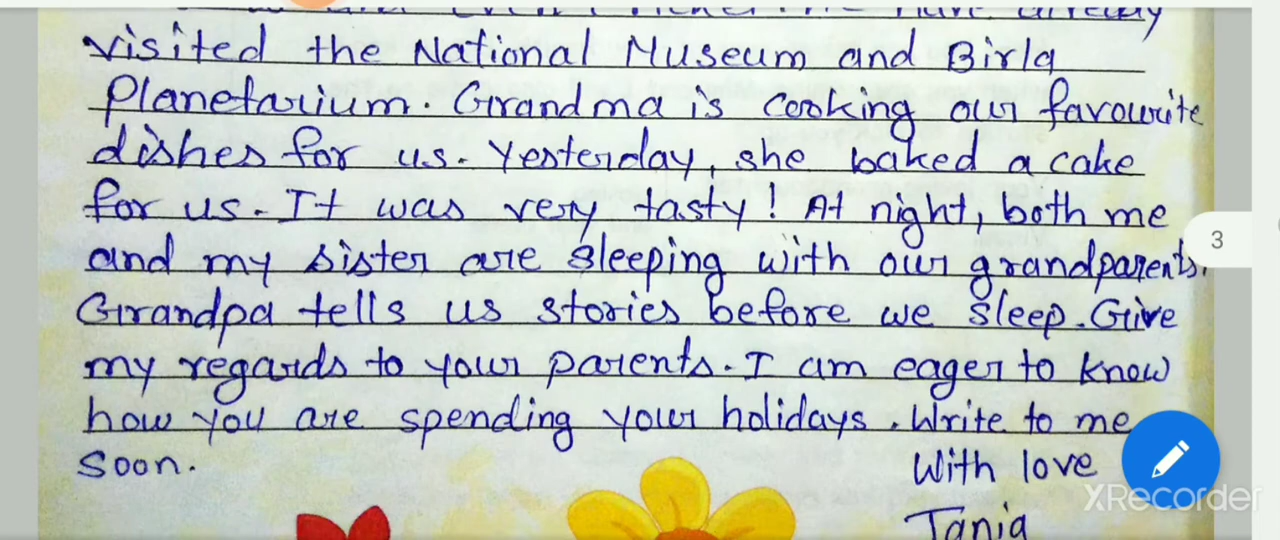 have already
visited the National Museum and Birla
Planetarium. Grandma is cooking our favourite
dishes for us. Yesterday, she baked a cake
for us. It was very tasty! At night, both me
and my sister are sleeping with our grandparents.
Grandpa tells us stories before we sleep. Give
my regards to your parents. I am eager to know
how you are spending your holidays. Write to me
soon.
With love
Tania
3
XRecorder